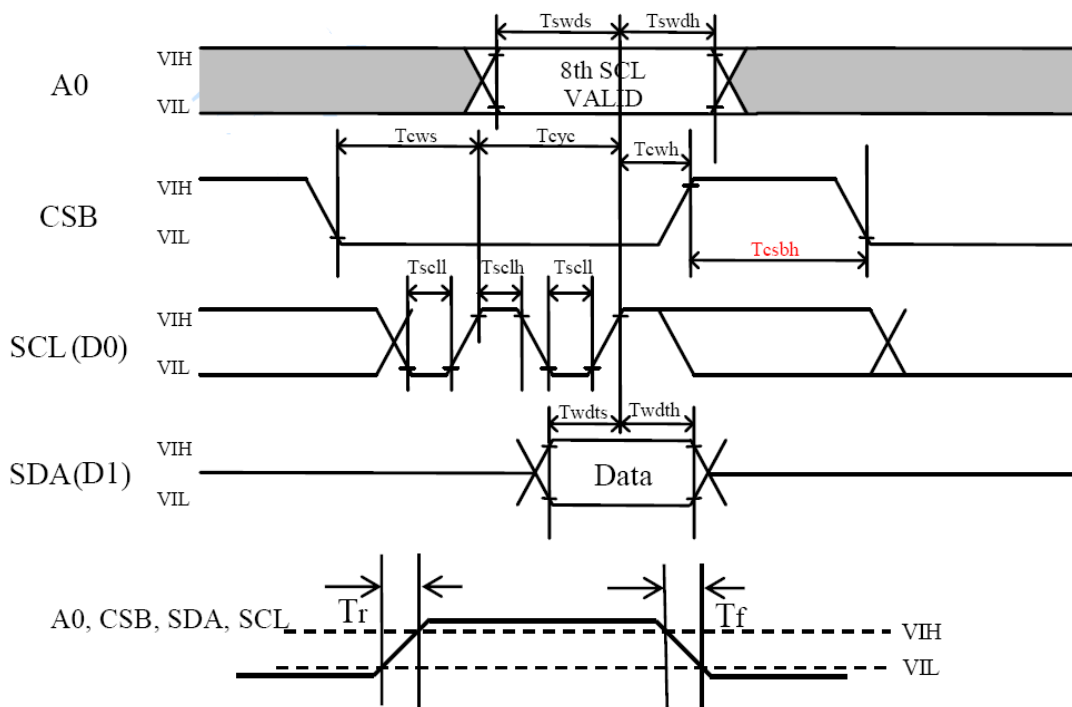 Tswds Tswdh
A0 VIH VIL 8th SCL
VALID
Tcws Tcyc Tcwh
CSB VIH VIL
Tcsbh
Tscll Tsclh Tscll
SCL (D0) VIH VIL
Twdts Twdth
SDA(D1) VIH VIL Data
A0, CSB, SDA, SCL Tr Tf VIH
VIL